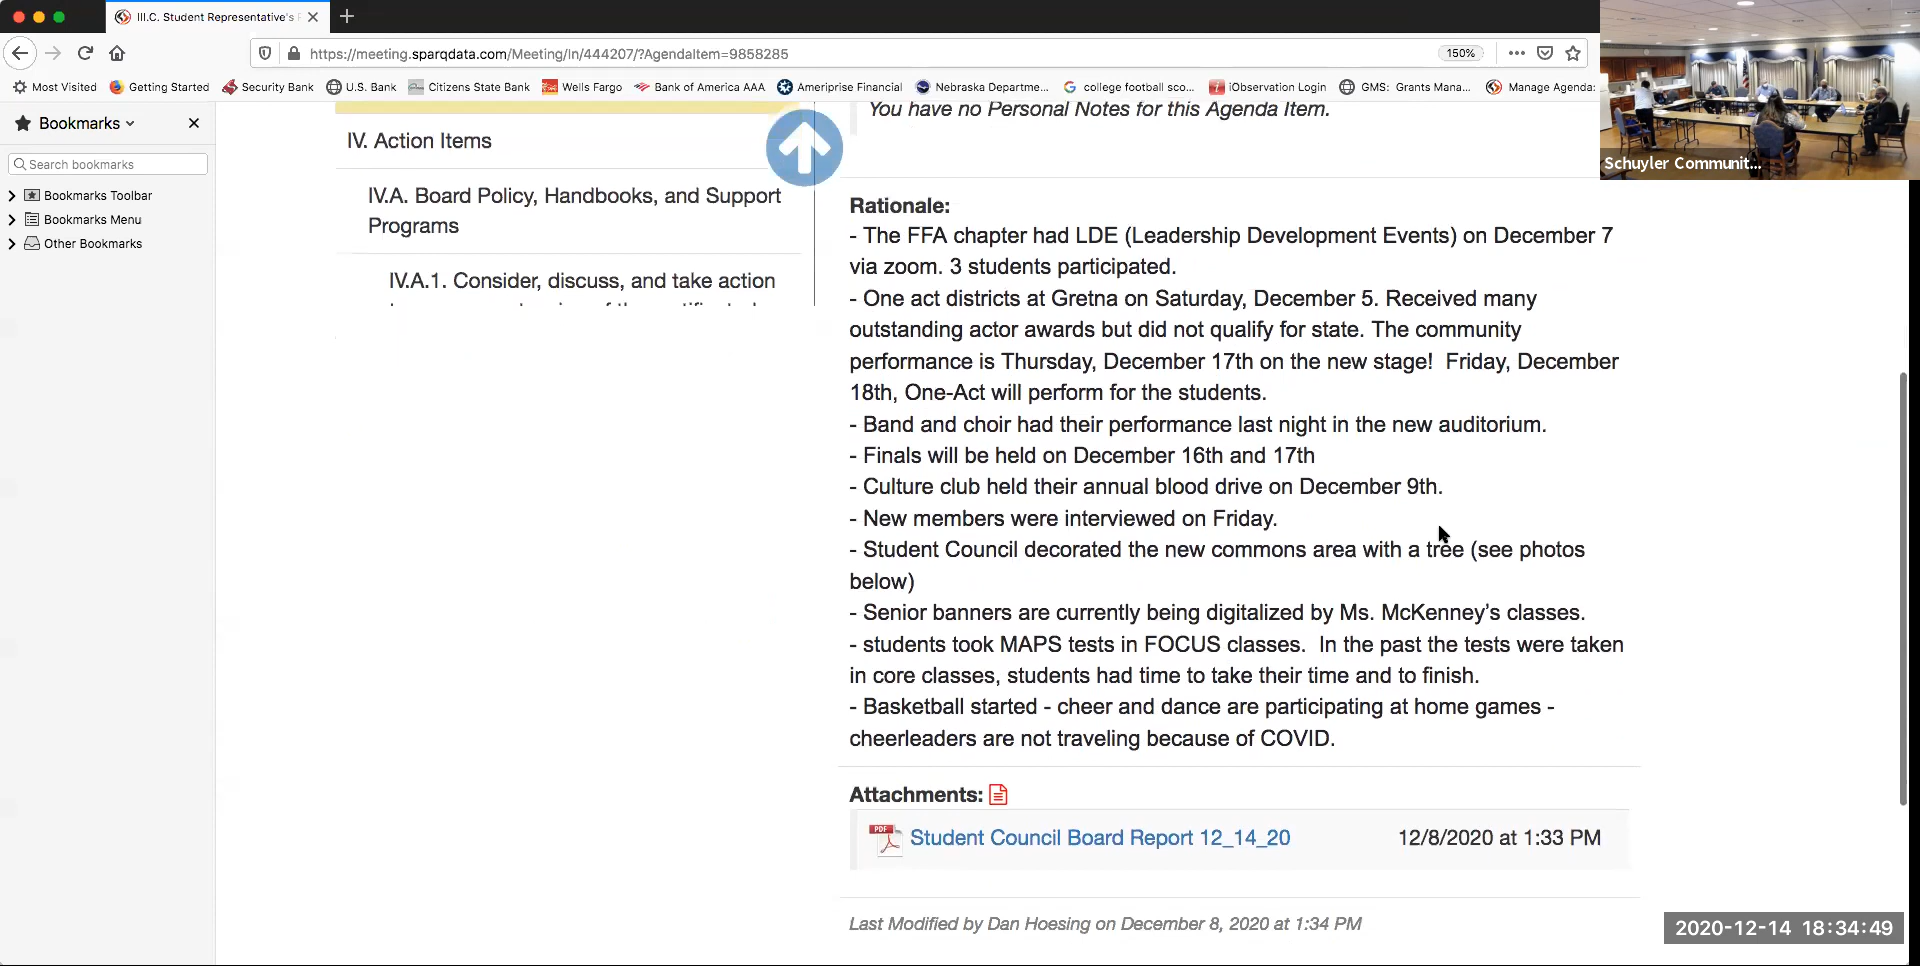 III.C. Student Representative's
https://meeting.sparqdata.com/Meeting/In/444207/?AgendaItem=9858285
150%
Most Visited
Getting Started
Security Bank
U.S. Bank
Citizens State Bank
Wells Fargo
Bank of America AAA
Ameriprise Financial
Nebraska Departme...
college football sco...
iObservation Login
GMS: Grants Mana...
Manage Agenda:
Schuyler Communit...
Bookmarks
Search bookmarks
Bookmarks Toolbar
Bookmarks Menu
Other Bookmarks
IV. Action Items
IV.A. Board Policy, Handbooks, and Support
Programs
IV.A.1. Consider, discuss, and take action
You have no Personal Notes for this Agenda Item.
Rationale:
- The FFA chapter had LDE (Leadership Development Events) on December 7
via zoom. 3 students participated.
- One act districts at Gretna on Saturday, December 5. Received many
outstanding actor awards but did not qualify for state. The community
performance is Thursday, December 17th on the new stage! Friday, December
18th, One-Act will perform for the students.
- Band and choir had their performance last night in the new auditorium.
- Finals will be held on December 16th and 17th
- Culture club held their annual blood drive on December 9th.
- New members were interviewed on Friday.
- Student Council decorated the new commons area with a tree (see photos
below)
- Senior banners are currently being digitalized by Ms. McKenney’s classes.
- students took MAPS tests in FOCUS classes. In the past the tests were taken
in core classes, students had time to take their time and to finish.
- Basketball started - cheer and dance are participating at home games -
cheerleaders are not traveling because of COVID.
Attachments:
PDF
Student Council Board Report 12_14_20
12/8/2020 at 1:33 PM
Last Modified by Dan Hoesing on December 8, 2020 at 1:34 PM
2020-12-14 18:34:49